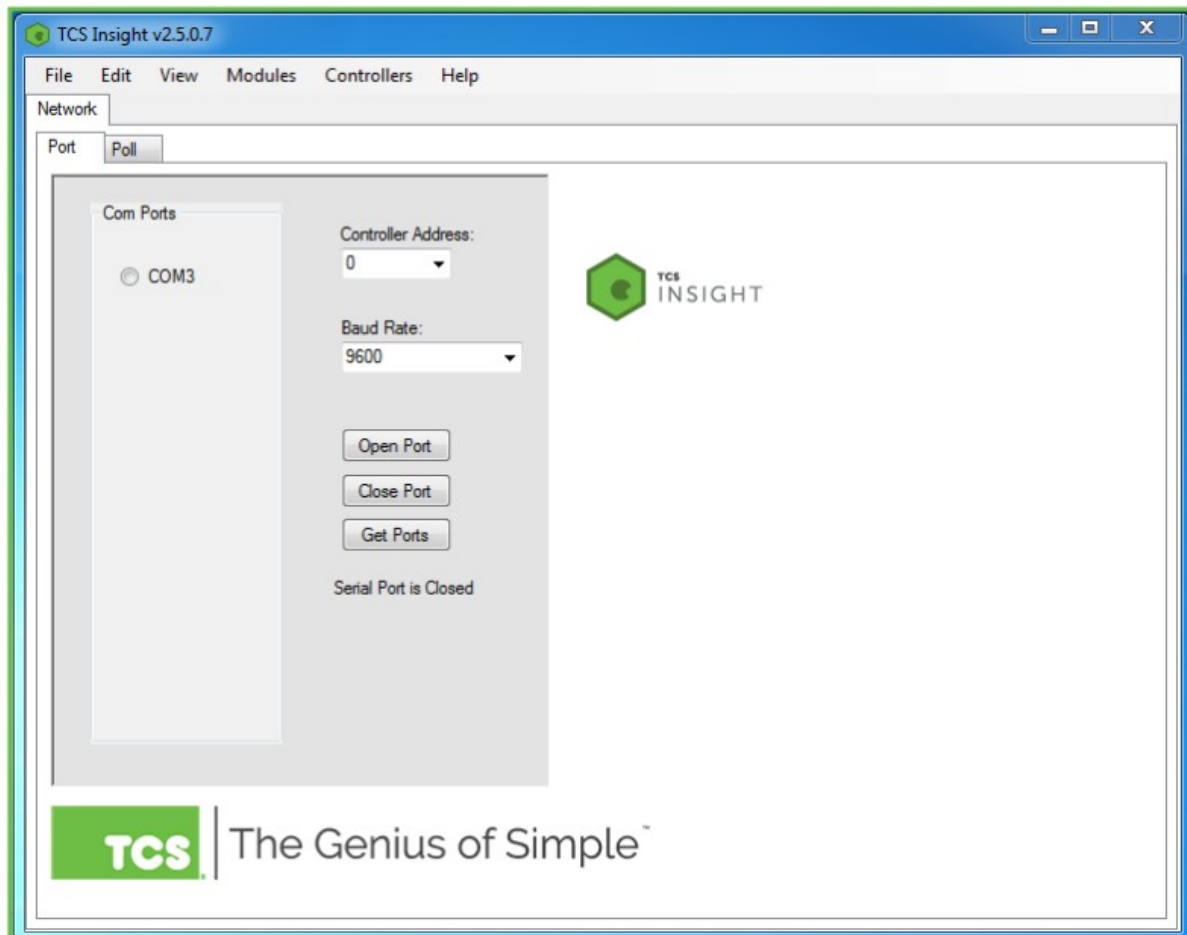 TCS Insight v2.5.0.7
X
File Edit View Modules Controllers Help
Network
Port Poll
Com Ports
COM3
Controller Address:
0
Baud Rate:
9600
Open Port
Close Port
Get Ports
Serial Port is Closed
TCS
INSIGHT
TCS The Genius of Simple™